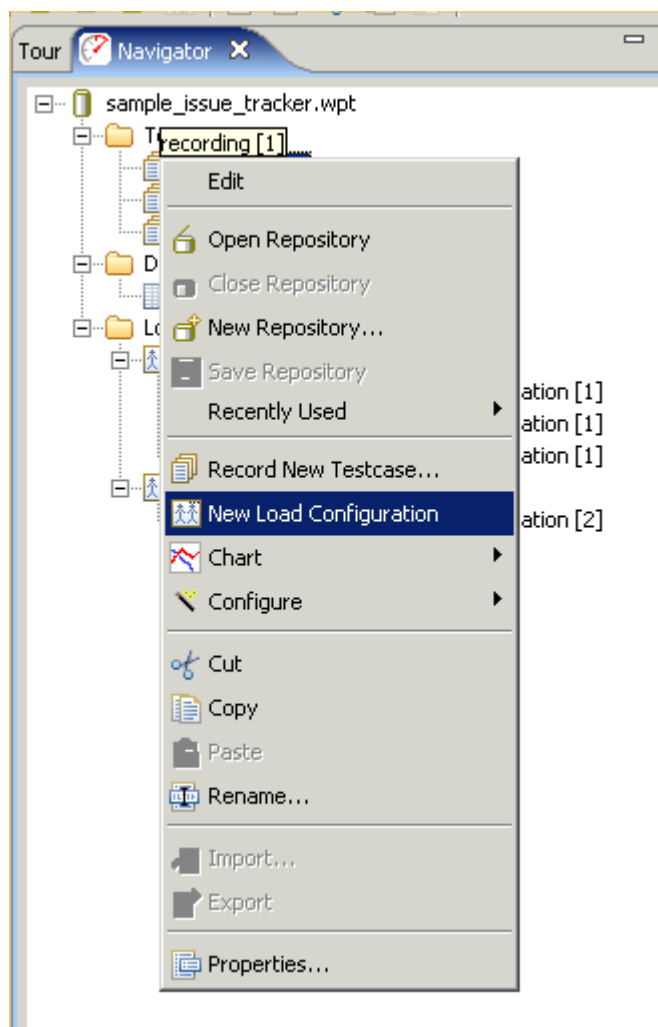 Tour Navigator
sample_issue_tracker.wpt
T
recording [1]
Edit
D
Open Repository
Close Repository
Lo
New Repository...
Save Repository
ation [1]
Recently Used
ation [1]
ation [1]
Record New Testcase...
New Load Configuration
ation [2]
Chart
Configure
Cut
Copy
Paste
Rename...
Import...
Export
Properties...